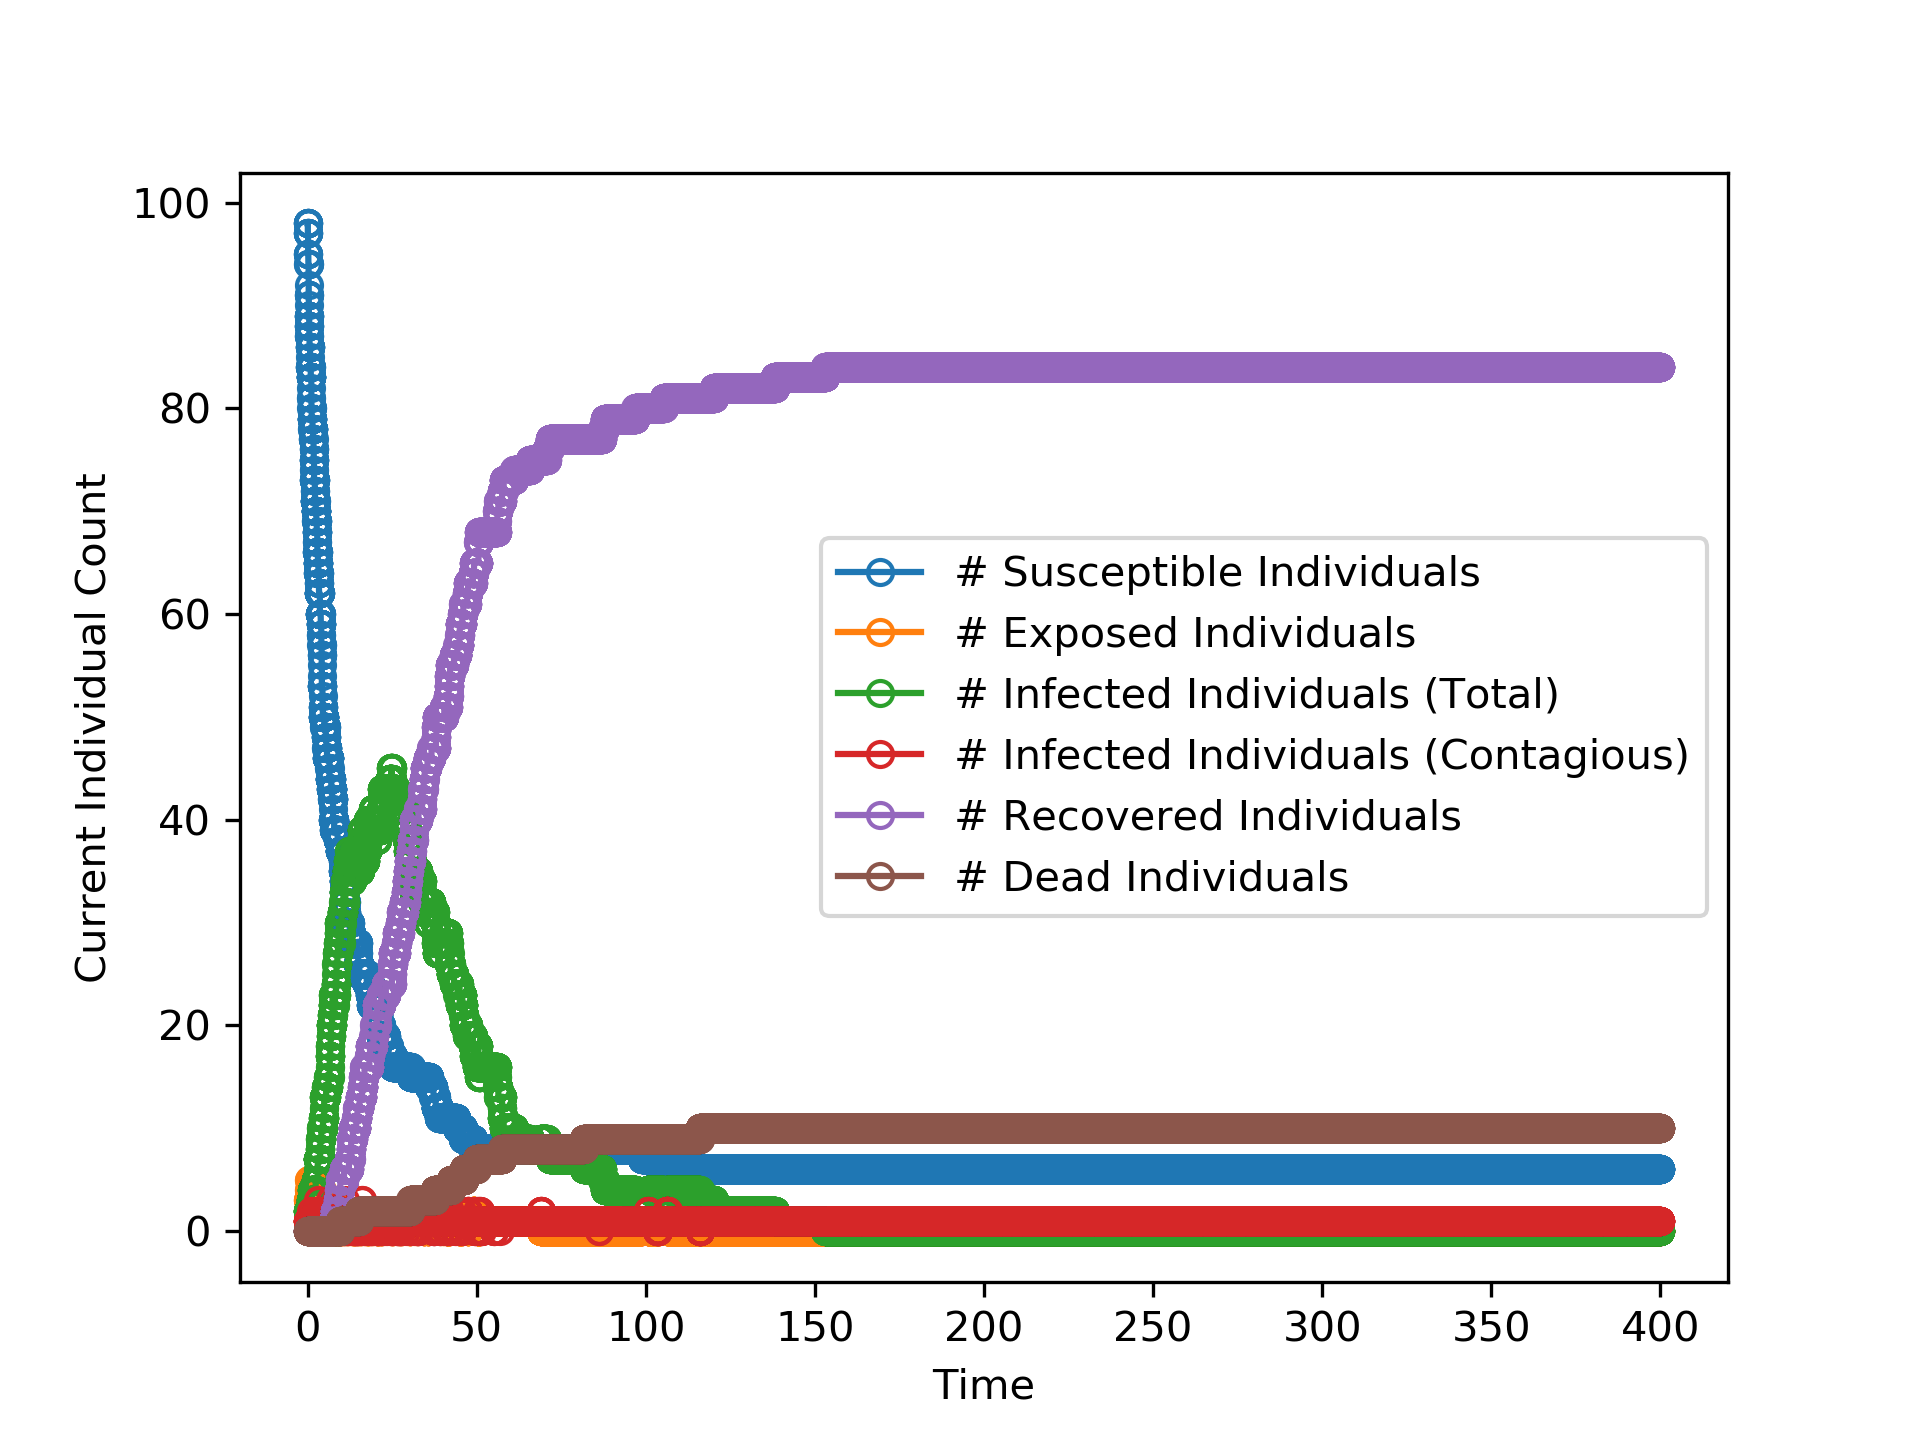 100
80
60
40
20
0
Current Individual Count
# Susceptible Individuals
# Exposed Individuals
# Infected Individuals (Total)
# Infected Individuals (Contagious)
# Recovered Individuals
# Dead Individuals
0 50 100 150 200 250 300 350 400
Time